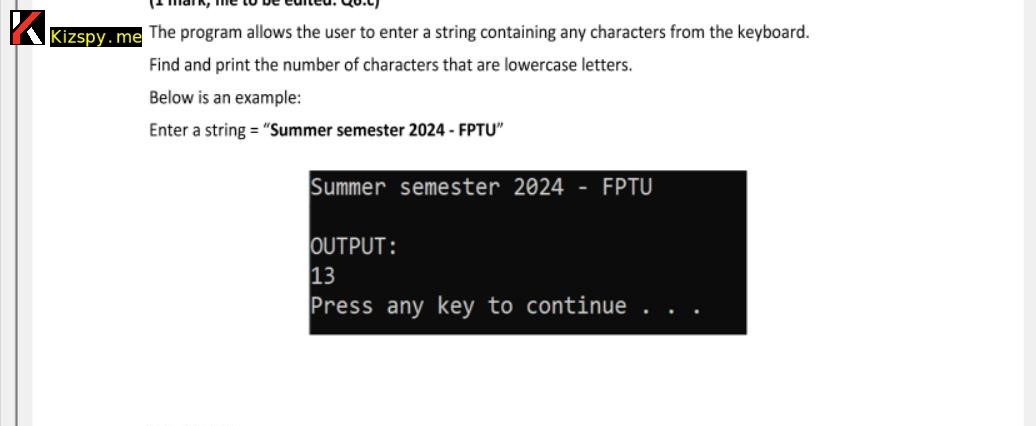 (1 mark, file to be edited: Q6.c)
Kizspy.me
The program allows the user to enter a string containing any characters from the keyboard.
Find and print the number of characters that are lowercase letters.
Below is an example:
Enter a string = “Summer semester 2024 - FPTU”
Summer semester 2024 - FPTU
OUTPUT:
13
Press any key to continue . . .